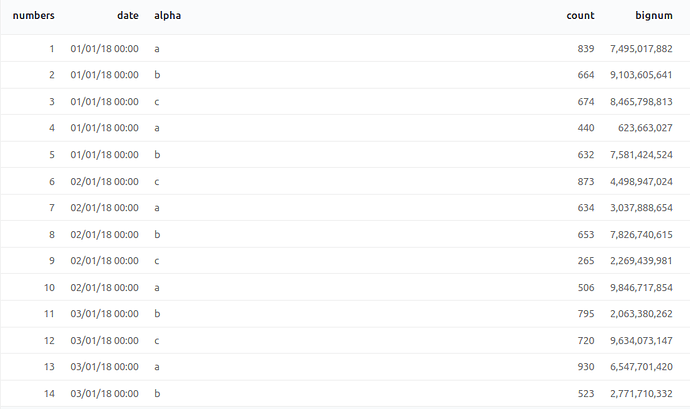 numbers date alpha count bignum
1 01/01/18 00:00 a 839 7,495,017,882
2 01/01/18 00:00 b 664 9,103,605,641
3 01/01/18 00:00 c 674 8,465,798,813
4 01/01/18 00:00 a 440 623,663,027
5 01/01/18 00:00 b 632 7,581,424,524
6 02/01/18 00:00 c 873 4,498,947,024
7 02/01/18 00:00 a 634 3,037,888,654
8 02/01/18 00:00 b 653 7,826,740,615
9 02/01/18 00:00 c 265 2,269,439,981
10 02/01/18 00:00 a 506 9,846,717,854
11 03/01/18 00:00 b 795 2,063,380,262
12 03/01/18 00:00 c 720 9,634,073,147
13 03/01/18 00:00 a 930 6,547,701,420
14 03/01/18 00:00 b 523 2,771,710,332